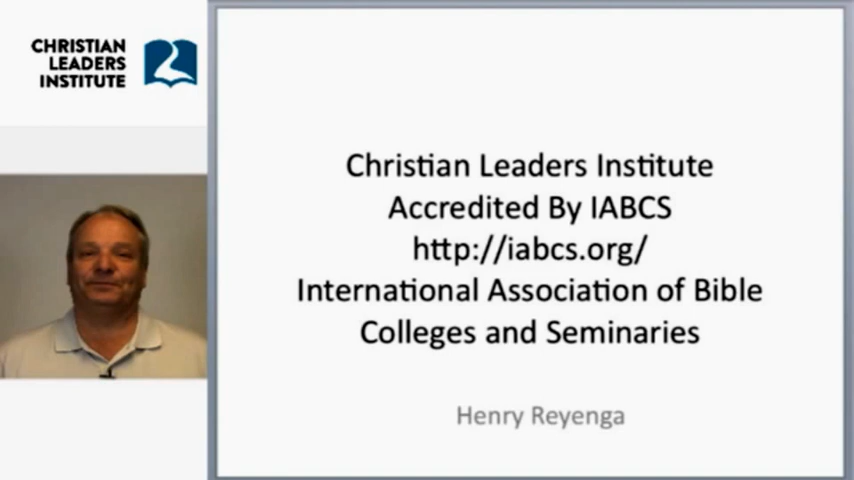 CHRISTIAN
LEADERS
INSTITUTE
Christian Leaders Institute
Accredited By IABCS
http://iabcs.org/
International Association of Bible
Colleges and Seminaries
Henry Reyenga